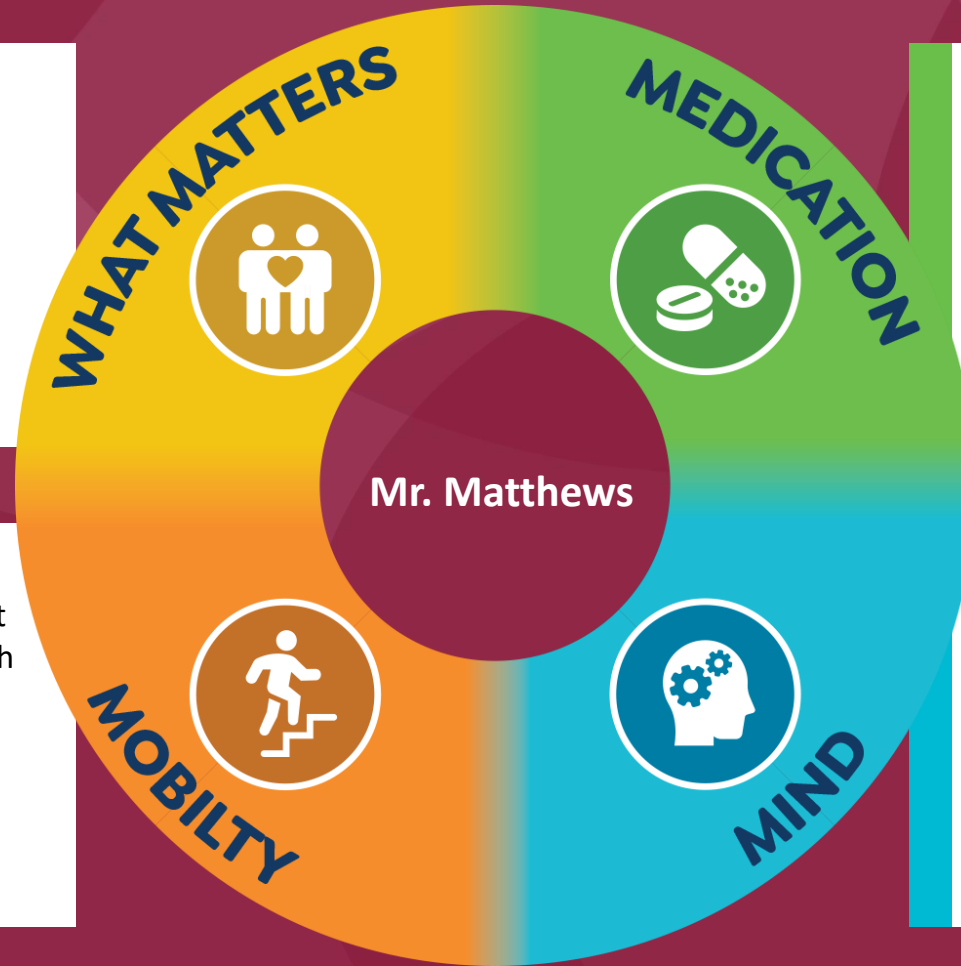 WHAT MATTERS
MEDICATION
Mr. Matthews
t
h
MOBILTY
MIND